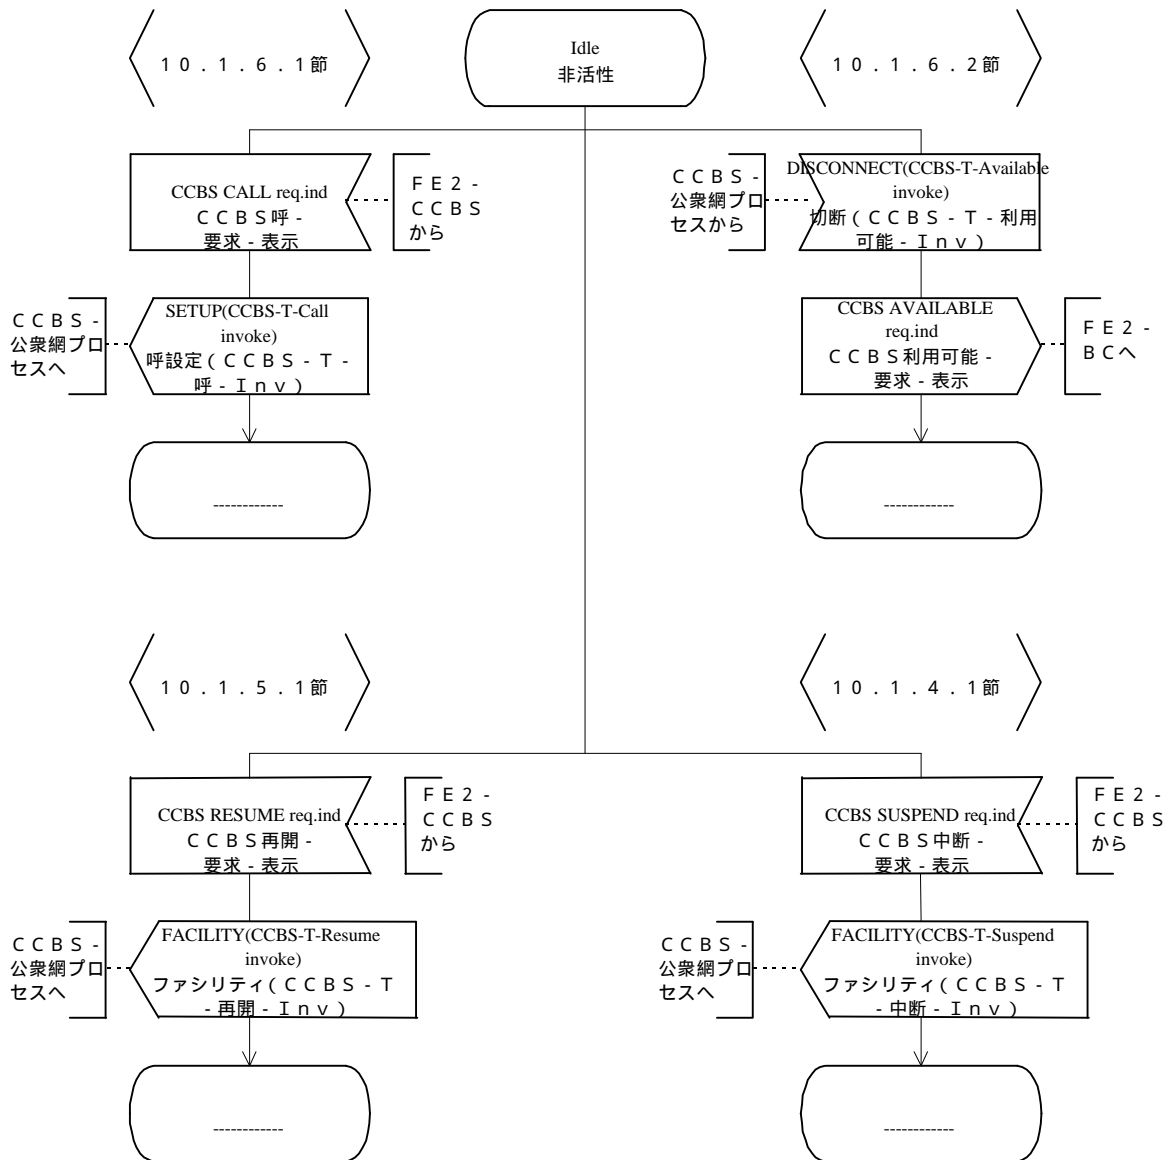 10.1.6.1節
Idle
非活性
10.1.6.2節
CCBS CALL req.ind
CCBS呼-
要求-表示
FE2-
CCBS
から
CCBS-
公衆網プロ
セスから
DISCONNECT(CCBS-T-Available
invoke)
切断(CCBS-T-利用
可能-Inv)
CCBS-
公衆網プロ
セスへ
SETUP(CCBS-T-Call
invoke)
呼設定(CCBS-T-
呼-Inv)
CCBS AVAILABLE
req.ind
CCBS利用可能-
要求-表示
FE2-
BCへ
------------
------------
10.1.5.1節
10.1.4.1節
CCBS RESUME req.ind
CCBS再開-
要求-表示
FE2-
CCBS
から
CCBS SUSPEND req.ind
CCBS中断-
要求-表示
FE2-
CCBS
から
CCBS-
公衆網プロ
セスへ
FACILITY(CCBS-T-Resume
invoke)
ファシリティ(CCBS-T
-再開-Inv)
CCBS-
公衆網プロ
セスへ
FACILITY(CCBS-T-Suspend
invoke)
ファシリティ(CCBS-T
-中断-Inv)
------------
------------